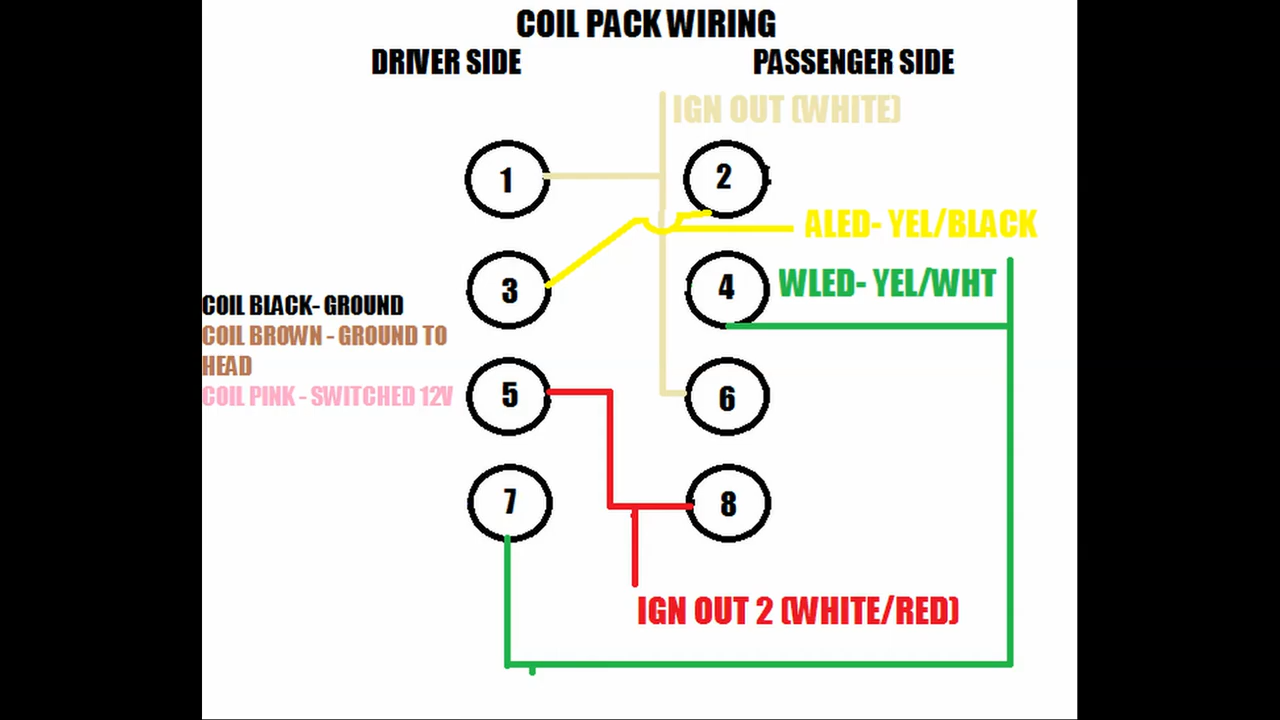 COIL PACK WIRING
DRIVER SIDE
PASSENGER SIDE
IGN OUT (WHITE)
1
2
ALED- YEL/BLACK
3
4
WLED- YEL/WHT
COIL BLACK- GROUND
COIL BROWN - GROUND TO
HEAD
COIL PINK - SWITCHED 12V
5
6
7
8
IGN OUT 2 (WHITE/RED)